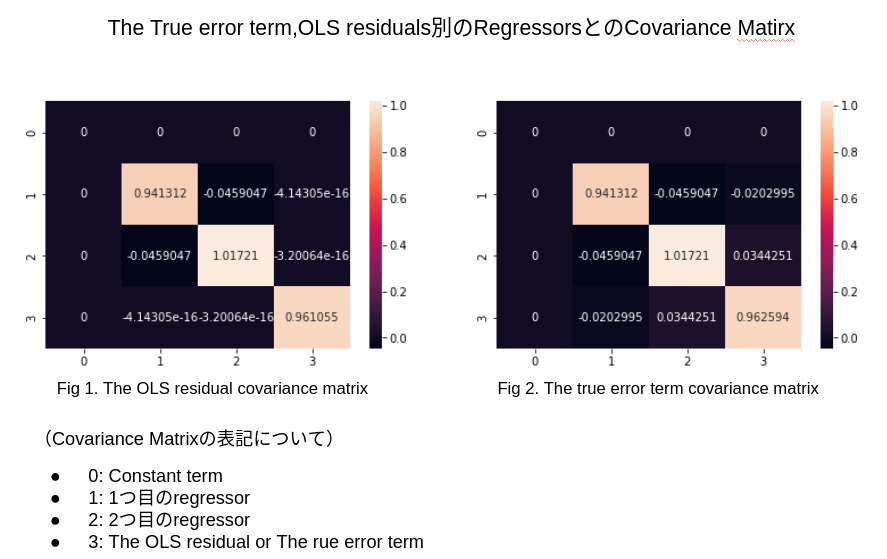 The True error term,OLS residuals別のRegressorsとのCovariance Matirx
0 0 0 0 0 1.0
1 0 0.941312 -0.0459047 -4.14305e-16 0.8
0.6
2 0 -0.0459047 1.01721 -3.20064e-16 0.4
0.2
3 0 -4.14305e-16 -3.20064e-16 0.961055 0.0
0 1 2 3
Fig 1. The OLS residual covariance matrix
0 0 0 0 0 1.0
1 0 0.941312 -0.0459047 -0.0202995 0.8
0.6
2 0 -0.0459047 1.01721 0.0344251 0.4
0.2
3 0 -0.0202995 0.0344251 0.962594 0.0
0 1 2 3
Fig 2. The true error term covariance matrix
（Covariance Matrixの表記について）
● 0: Constant term
● 1: 1つ目のregressor
● 2: 2つ目のregressor
● 3: The OLS residual or The rue error term